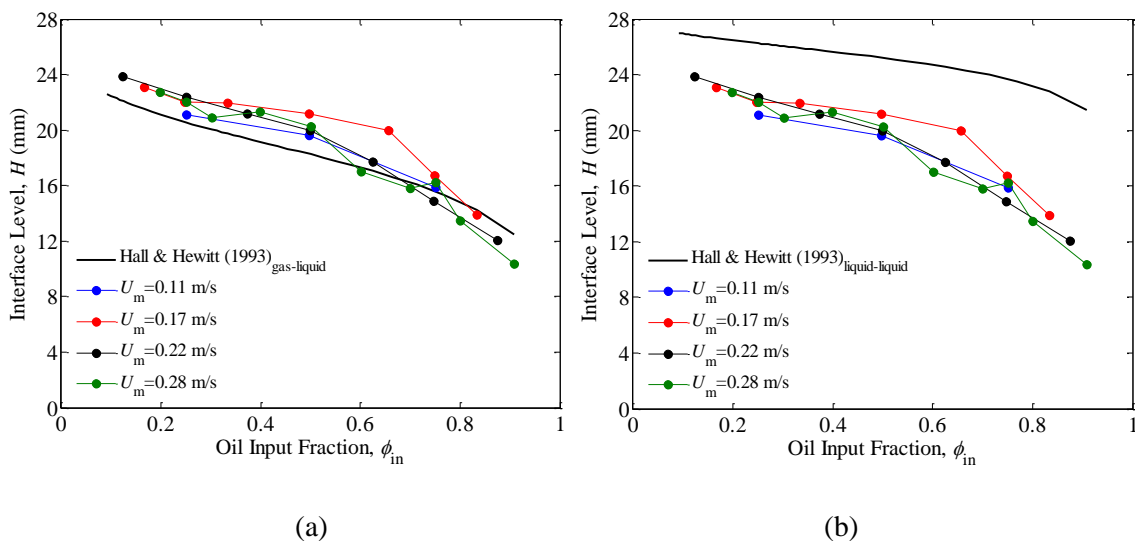 28
24
20
16
12
8
4
0
Interface Level, H (mm)
Hall & Hewitt (1993)gas-liquid
Um=0.11 m/s
Um=0.17 m/s
Um=0.22 m/s
Um=0.28 m/s
0 0.2 0.4 0.6 0.8 1
Oil Input Fraction, ϕin
(a)
28
24
20
16
12
8
4
0
Interface Level, H (mm)
Hall & Hewitt (1993)liquid-liquid
Um=0.11 m/s
Um=0.17 m/s
Um=0.22 m/s
Um=0.28 m/s
0 0.2 0.4 0.6 0.8 1
Oil Input Fraction, ϕin
(b)